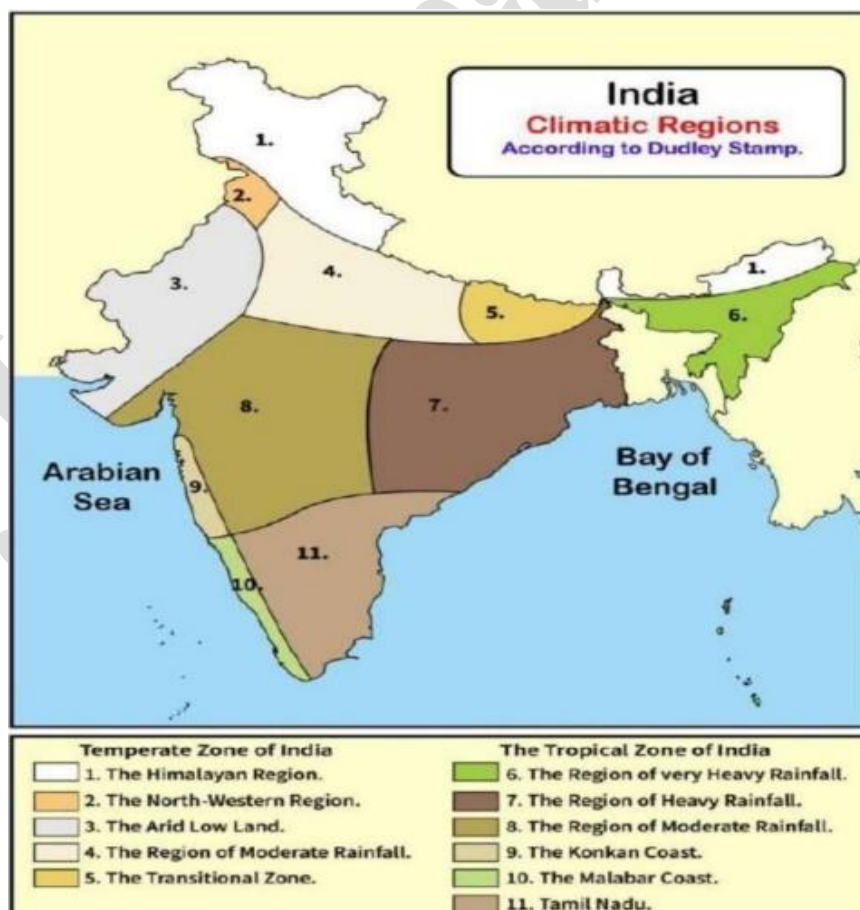 India
Climatic Regions
According to Dudley Stamp.
1.
2.
3.
4.
5.
1.
6.
7.
8.
9.
10.
11.
Arabian
Sea
Bay of
Bengal
Temperate Zone of India
1. The Himalayan Region.
2. The North-Western Region.
3. The Arid Low Land.
4. The Region of Moderate Rainfall.
5. The Transitional Zone.
The Tropical Zone of India
6. The Region of very Heavy Rainfall.
7. The Region of Heavy Rainfall.
8. The Region of Moderate Rainfall.
9. The Konkan Coast.
10. The Malabar Coast.
11. Tamil Nadu.